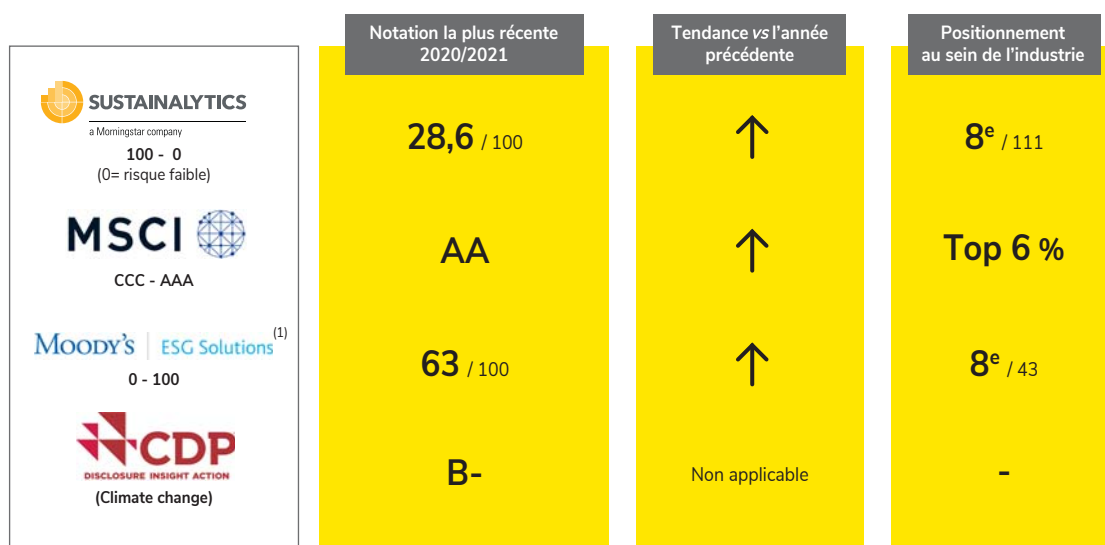 Notation la plus récente
2020/2021
Tendance vs l'année
précédente
Positionnement
au sein de l'industrie
SUSTAINALYTICS
a Morningstar company
100 - 0
(0= risque faible)
28,6 / 100
8e / 111
MSCI
CCC - AAA
AA
Top 6 %
MOODY'S | ESG Solutions(1)
0 - 100
63 / 100
8e / 43
CDP
DISCLOSURE INSIGHT ACTION
(Climate change)
B-
Non applicable
-